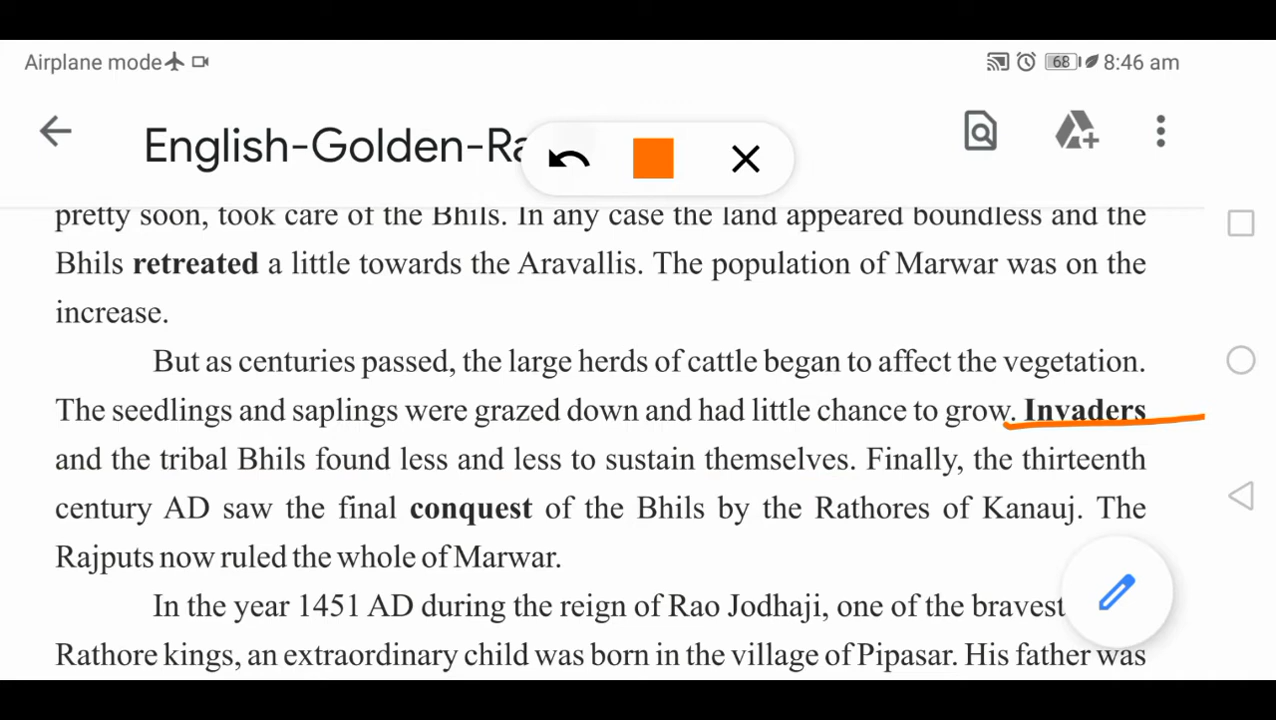 Airplane mode
68 8:46 am
English-Golden-Ra
pretty soon, took care of the Bhils. In any case the land appeared boundless and the
Bhils retreated a little towards the Aravallis. The population of Marwar was on the
increase.
But as centuries passed, the large herds of cattle began to affect the vegetation.
The seedlings and saplings were grazed down and had little chance to grow. Invaders
and the tribal Bhils found less and less to sustain themselves. Finally, the thirteenth
century AD saw the final conquest of the Bhils by the Rathores of Kanauj. The
Rajputs now ruled the whole of Marwar.
In the year 1451 AD during the reign of Rao Jodhaji, one of the bravest
Rathore kings, an extraordinary child was born in the village of Pipasar. His father was